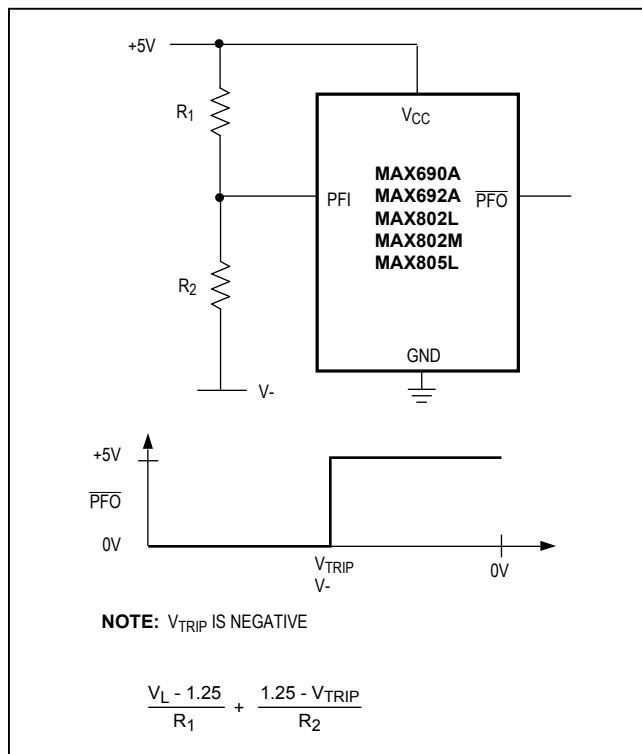 +5V
R1
VCC
MAX690A
MAX692A
PFI
PFO
MAX802L
MAX802M
MAX805L
R2
GND
V-
+5V
PFO
0V
VTRIP
V-
0V
NOTE: VTRIP IS NEGATIVE
VL - 1.25
R1
+
1.25 - VTRIP
R2